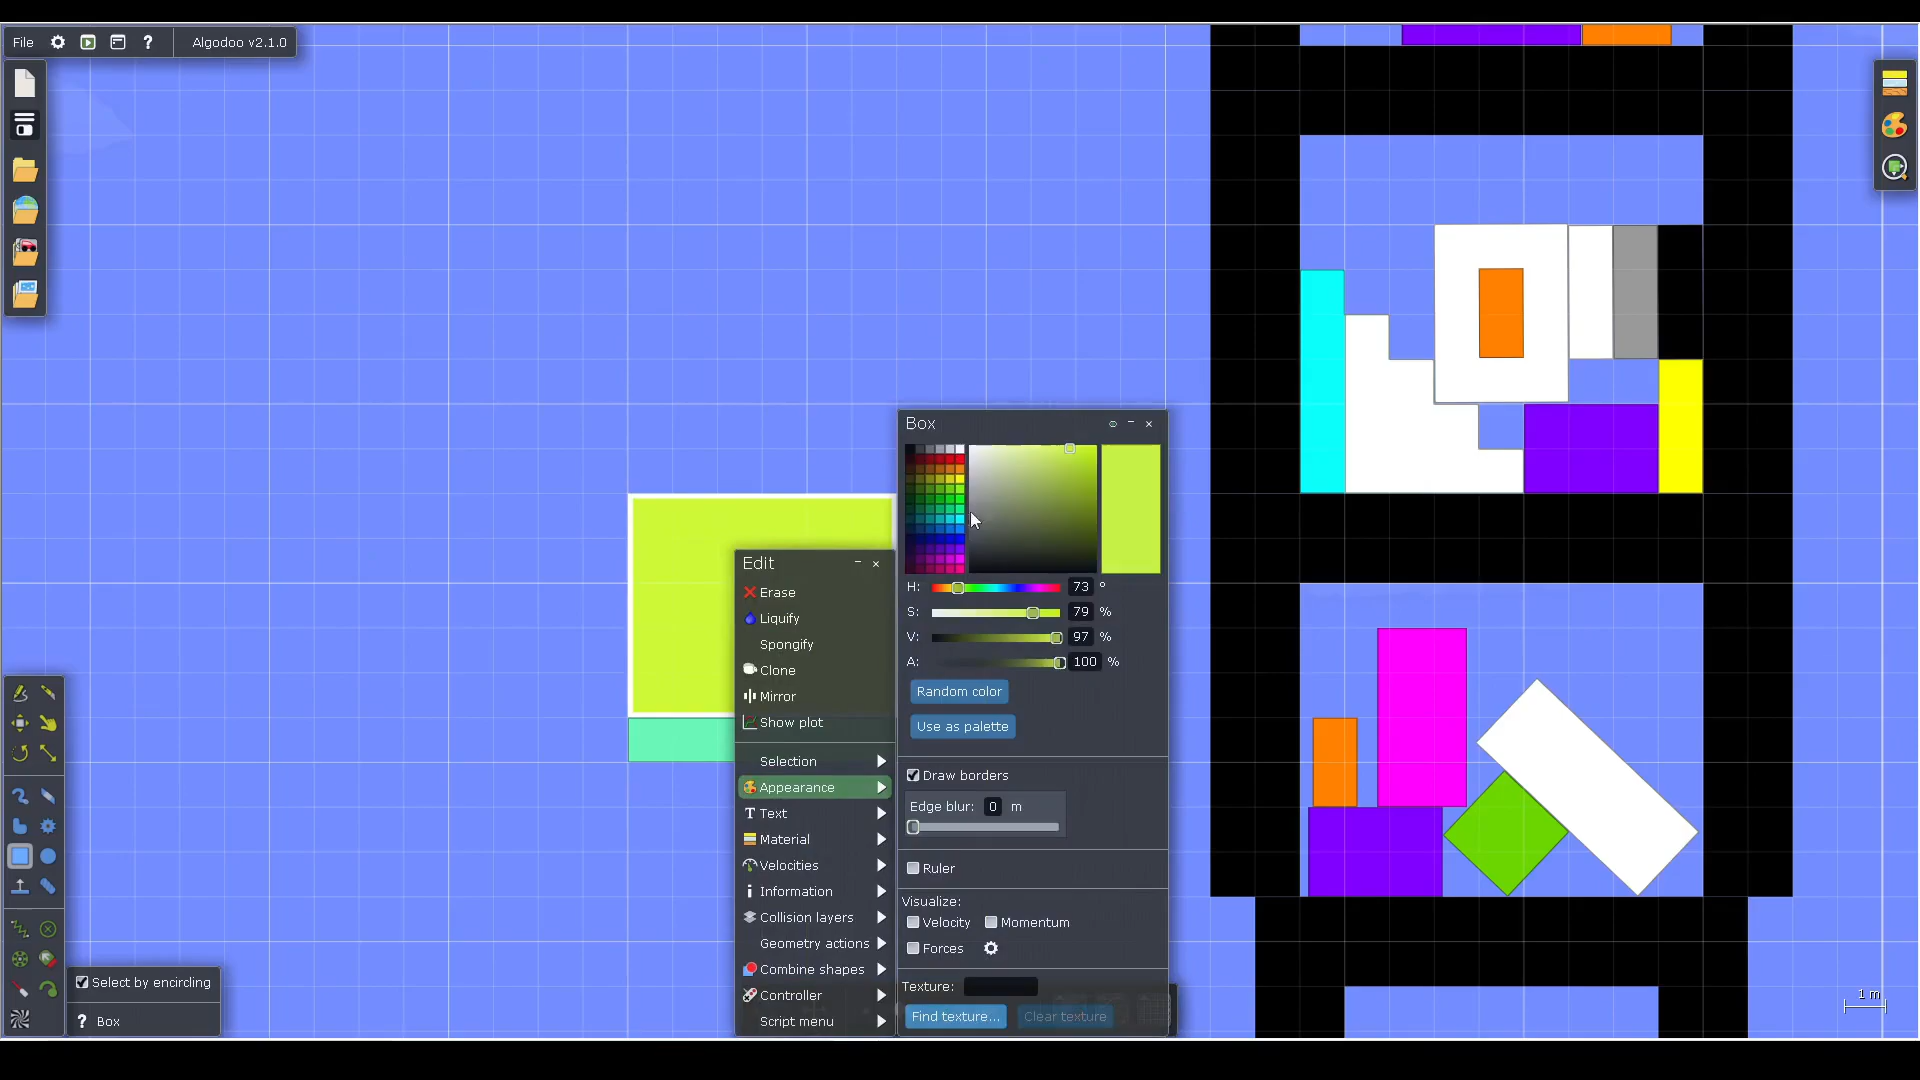 File ? Algodoo v2.1.0
Box
Edit
Erase
Liquify
Spongify
Clone
Mirror
Show plot
Selection
Appearance
T Text
Material
Velocities
i Information
Collision layers
Geometry actions
Combine shapes
Controller
Script menu
H: 73 °
S: 79 %
V: 97 %
A: 100 %
Random color
Use as palette
Draw borders
Edge blur: 0 m
Ruler
Visualize:
Velocity Momentum
Forces
Texture:
Find texture... Clear texture
Select by encircling
? Box
1 m